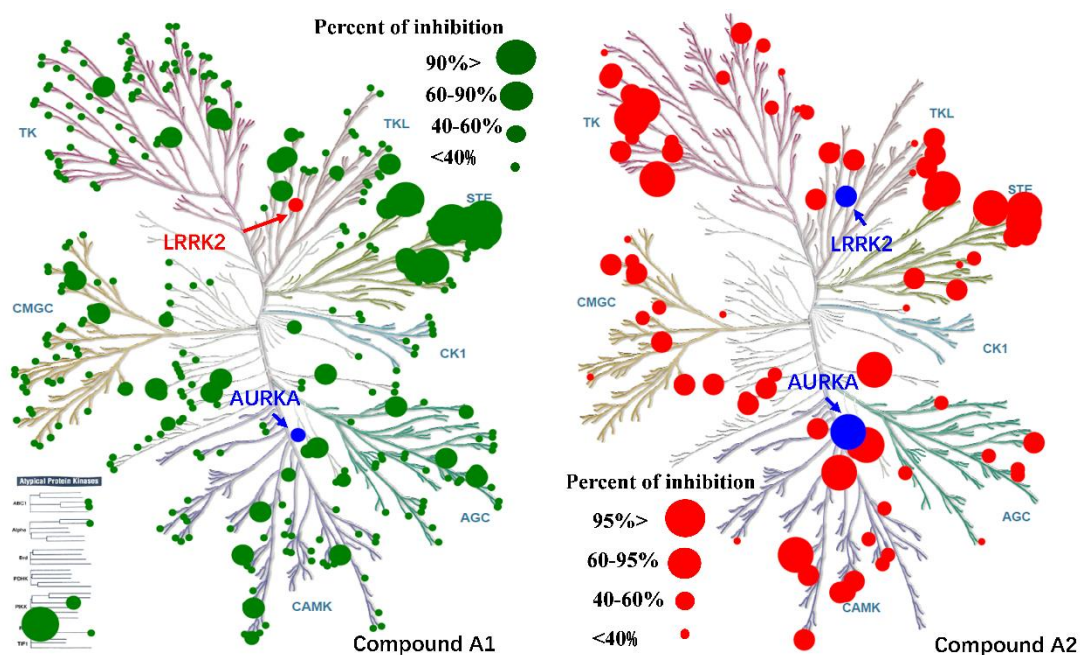 Percent of inhibition
90%>
60-90%
40-60%
<40%
TK
TKL
STE
LRRK2
CMGC
CK1
AURKA
AGC
CAMK
Atypical Protein Kinases
ABC1
Alpha
Brd
PDHK
PIKK
TIF1
Compound A1
TK
TKL
STE
LRRK2
CMGC
CK1
AURKA
Percent of inhibition
95%>
60-95%
40-60%
<40%
AGC
CAMK
Compound A2